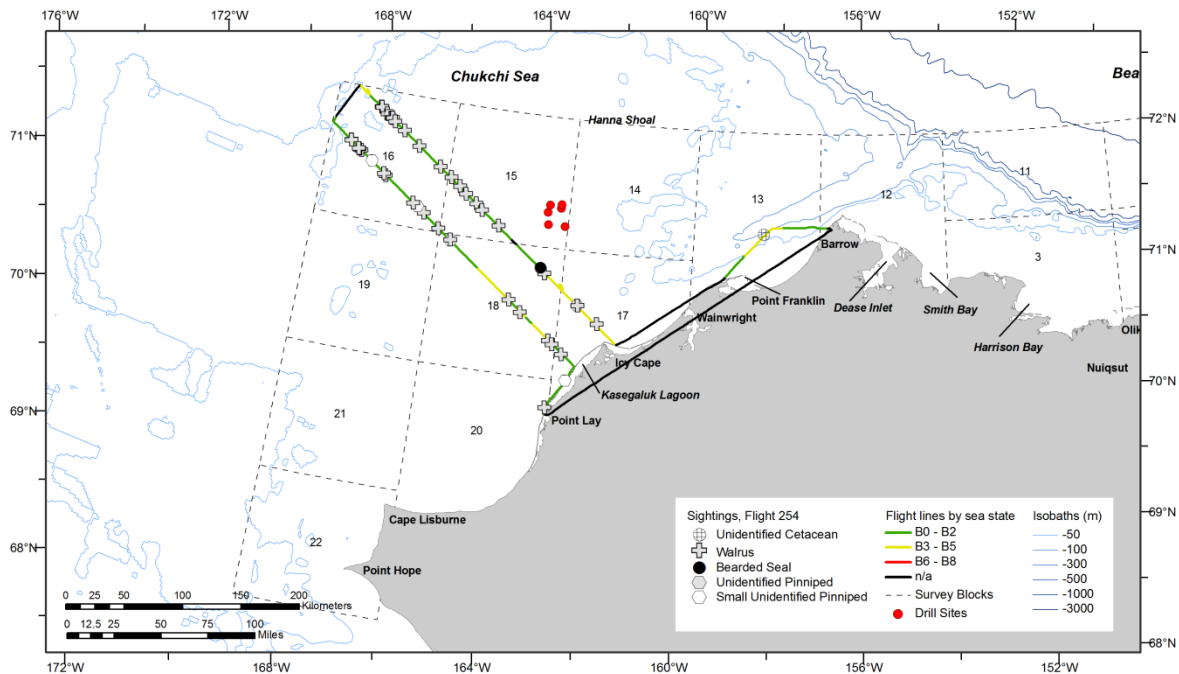 176°W 168°W 164°W 160°W 156°W 152°W
Chukchi Sea
Bea
72°N
71°N
Hanna Shoal
11
16
15
14
13
12
Barrow
71°N
3
70°N
19
Point Franklin
Dease Inlet
Smith Bay
18
17
Wainwright
Harrison Bay
Olik
Icy Cape
Nuiqsut
Kasegaluk Lagoon
70°N
69°N
21
20
Point Lay
Cape Lisburne
69°N
68°N
22
Point Hope
0 25 50 100 150 200
Kilometers
0 12.5 25 50 75 100
Miles
Sightings, Flight 254
Unidentified Cetacean
Walrus
Bearded Seal
Unidentified Pinniped
Small Unidentified Pinniped
Flight lines by sea state
B0 - B2
B3 - B5
B6 - B8
n/a
Survey Blocks
Drill Sites
Isobaths (m)
-50
-100
-300
-500
-1000
-3000
68°N
172°W 168°W 164°W 160°W 156°W 152°W